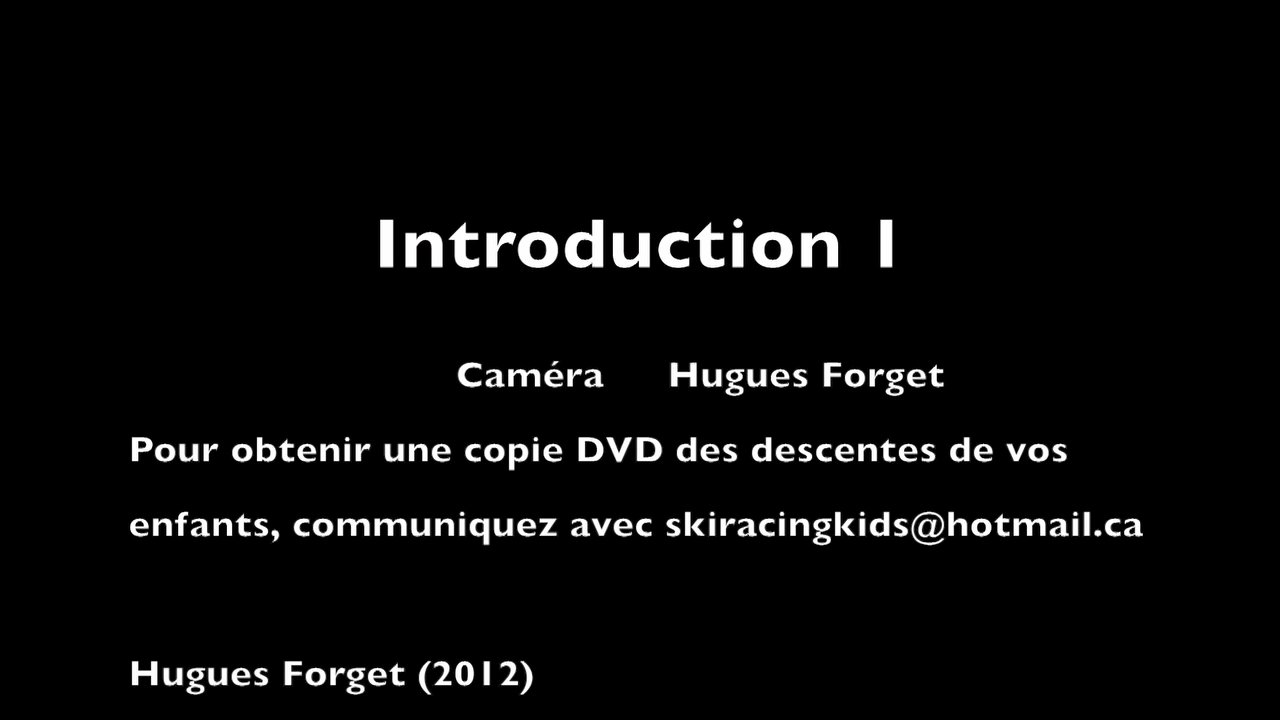 Introduction 1
Caméra Hugues Forget
Pour obtenir une copie DVD des descentes de vos
enfants, communiquez avec skiracingkids@hotmail.ca
Hugues Forget (2012)